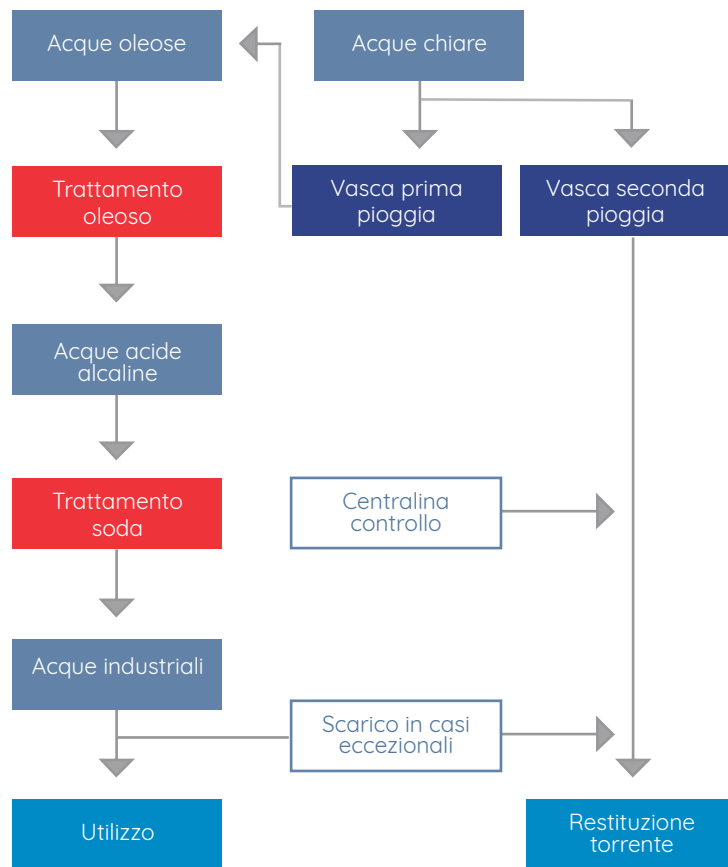 Acque oleose
Acque chiare
Trattamento
oleoso
Vasca prima
pioggia
Vasca seconda
pioggia
Acque acide
alcaline
Trattamento
soda
Centralina
controllo
Acque industriali
Scarico in casi
eccezionali
Utilizzo
Restituzione
torrente